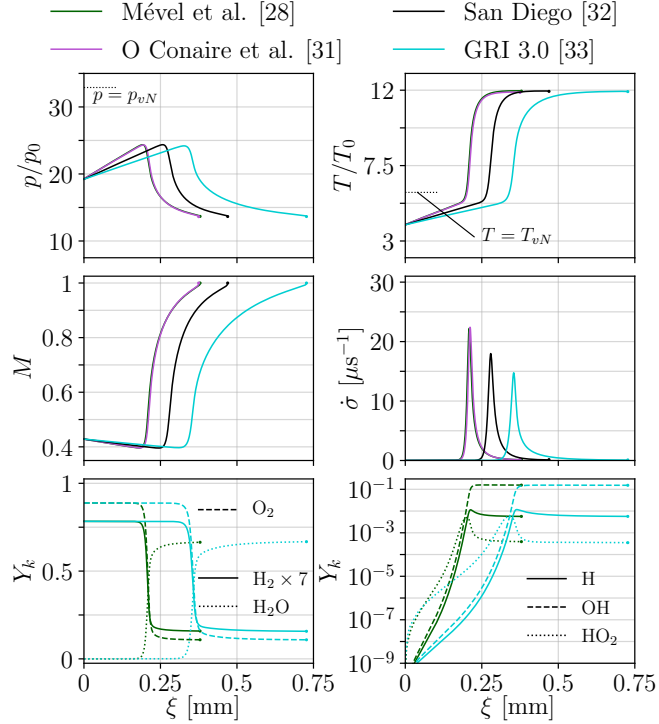 Mével et al. [28]
San Diego [32]
O Conaire et al. [31]
GRI 3.0 [33]
p/p0
30
20
10
p = pvN
T/T0
12
7.5
3
T = TvN
M
1
0.8
0.6
0.4
σ̇ [µs−1]
30
20
10
0
Yk
1
0.5
0
O2
H2 × 7
H2O
0 0.25 0.5 0.75
ξ [mm]
Yk
10−1
10−3
10−5
10−7
10−9
H
OH
HO2
0 0.25 0.5 0.75
ξ [mm]